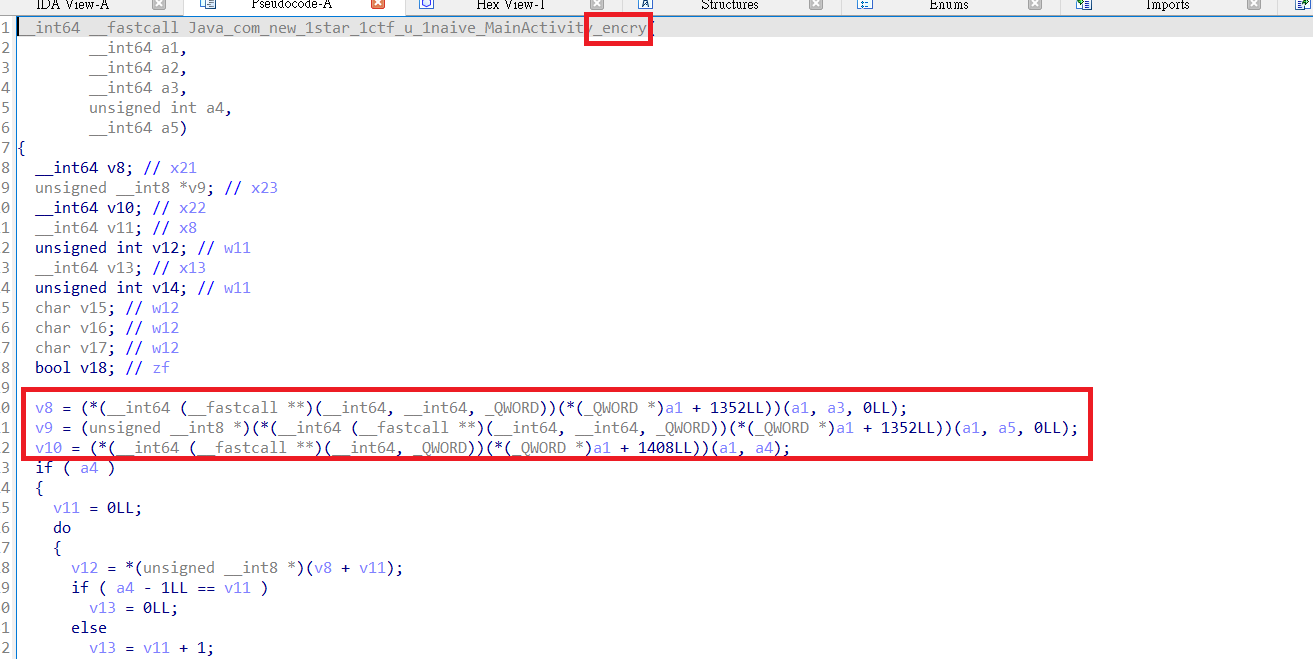 IDA View-A Pseudocode-A Hex View-1 Structures Enums Imports
1 __int64 __fastcall Java_com_new_1star_1ctf_u_1naive_MainActivity_encry(
2 __int64 a1,
3 __int64 a2,
4 __int64 a3,
5 unsigned int a4,
6 __int64 a5)
7 {
8 __int64 v8; // x21
9 unsigned __int8 *v9; // x23
0 __int64 v10; // x22
1 __int64 v11; // x8
2 unsigned int v12; // w11
3 __int64 v13; // x13
4 unsigned int v14; // w11
5 char v15; // w12
6 char v16; // w12
7 char v17; // w12
8 bool v18; // zf
9
0 v8 = (*(__int64 (__fastcall **)(__int64, __int64, _QWORD))(*(_QWORD *)a1 + 1352LL))(a1, a3, 0LL);
1 v9 = (unsigned __int8 *)(*(__int64 (__fastcall **)(__int64, __int64, _QWORD))(*(_QWORD *)a1 + 1352LL))(a1, a5, 0LL);
2 v10 = (*(__int64 (__fastcall **)(__int64, _QWORD))(*(_QWORD *)a1 + 1408LL))(a1, a4);
3 if ( a4 )
4 {
5 v11 = 0LL;
6 do
7 {
8 v12 = *(unsigned __int8 *)(v8 + v11);
9 if ( a4 - 1LL == v11 )
0 v13 = 0LL;
1 else
2 v13 = v11 + 1;